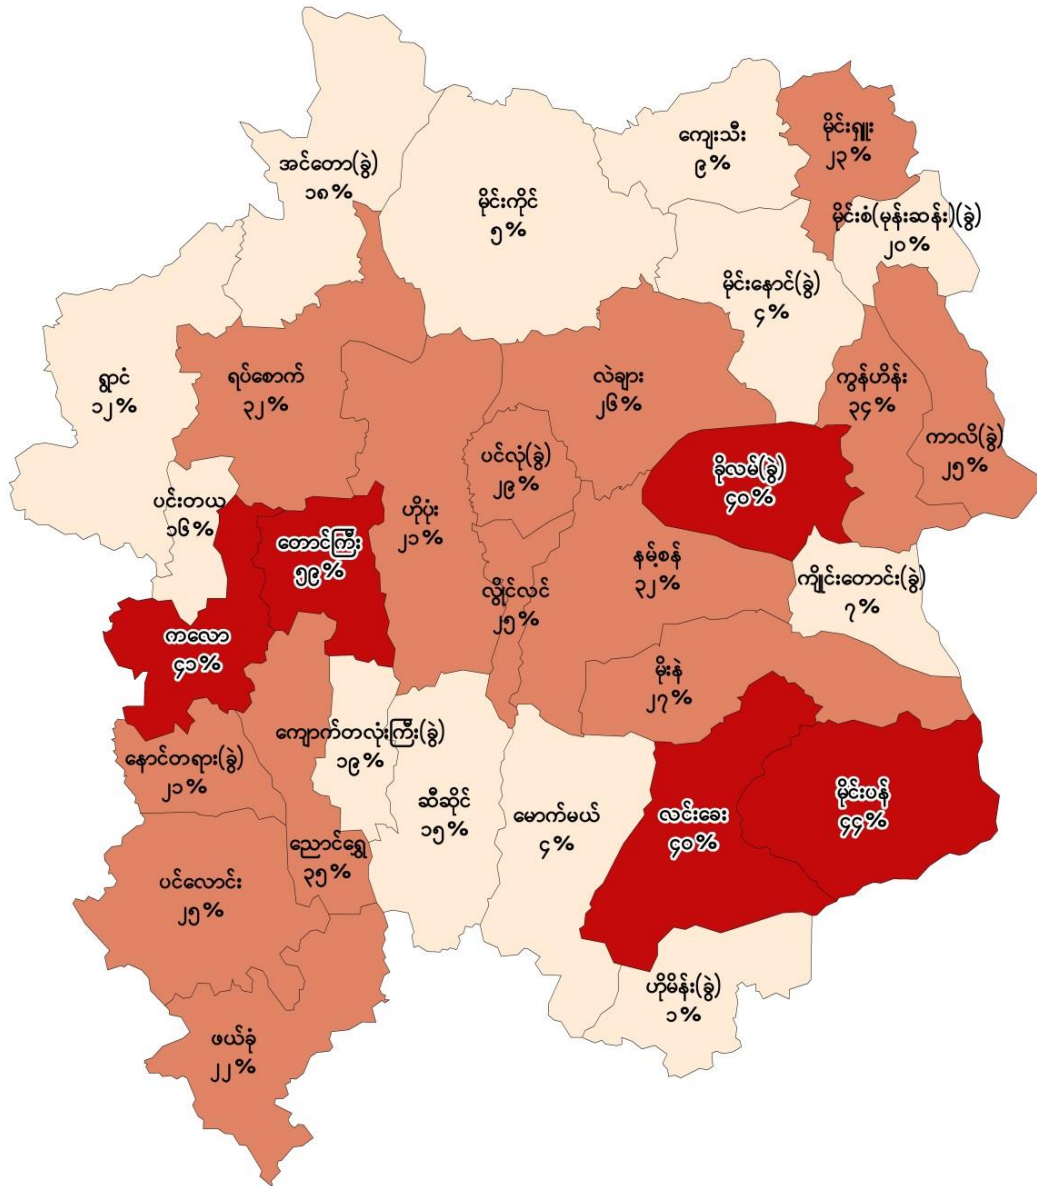 ကျေးသီး
၉%
မိုင်းရှူး
၂၃%
အင်တော(ခွဲ)
၁၈%
မိုင်းကိုင်
၅%
မိုင်းစံ(မုန်းဆန်း)(ခွဲ)
၂၀%
မိုင်းနောင်(ခွဲ)
၄%
ရွာငံ
၁၂%
ရပ်စောက်
၃၂%
လဲချား
၂၆%
ကွန်ဟိန်း
၃၄%
ကာလိ(ခွဲ)
၂၅%
ပင်လုံ(ခွဲ)
၂၉%
ခိုလမ်(ခွဲ)
၄၀%
ပင်းတယ
၁၆%
ဟိုပုံး
၂၁%
တောင်ကြီး
၅၉%
နမ့်စန်
၃၂%
ကျိုင်းတောင်း(ခွဲ)
၇%
လွိုင်လင်
၂၅%
ကလော
၄၁%
မိုးနဲ
၂၇%
ကျောက်တလုံးကြီး(ခွဲ)
၁၉%
နောင်တရား(ခွဲ)
၂၁%
ဆီဆိုင်
၁၅%
မောက်မယ်
၄%
လင်းခေး
၄၀%
မိုင်းပန်
၄၄%
ညောင်ရွှေ
၃၅%
ပင်လောင်း
၂၅%
ဟိုမိန်း(ခွဲ)
၁%
ဖယ်ခုံ
၂၂%